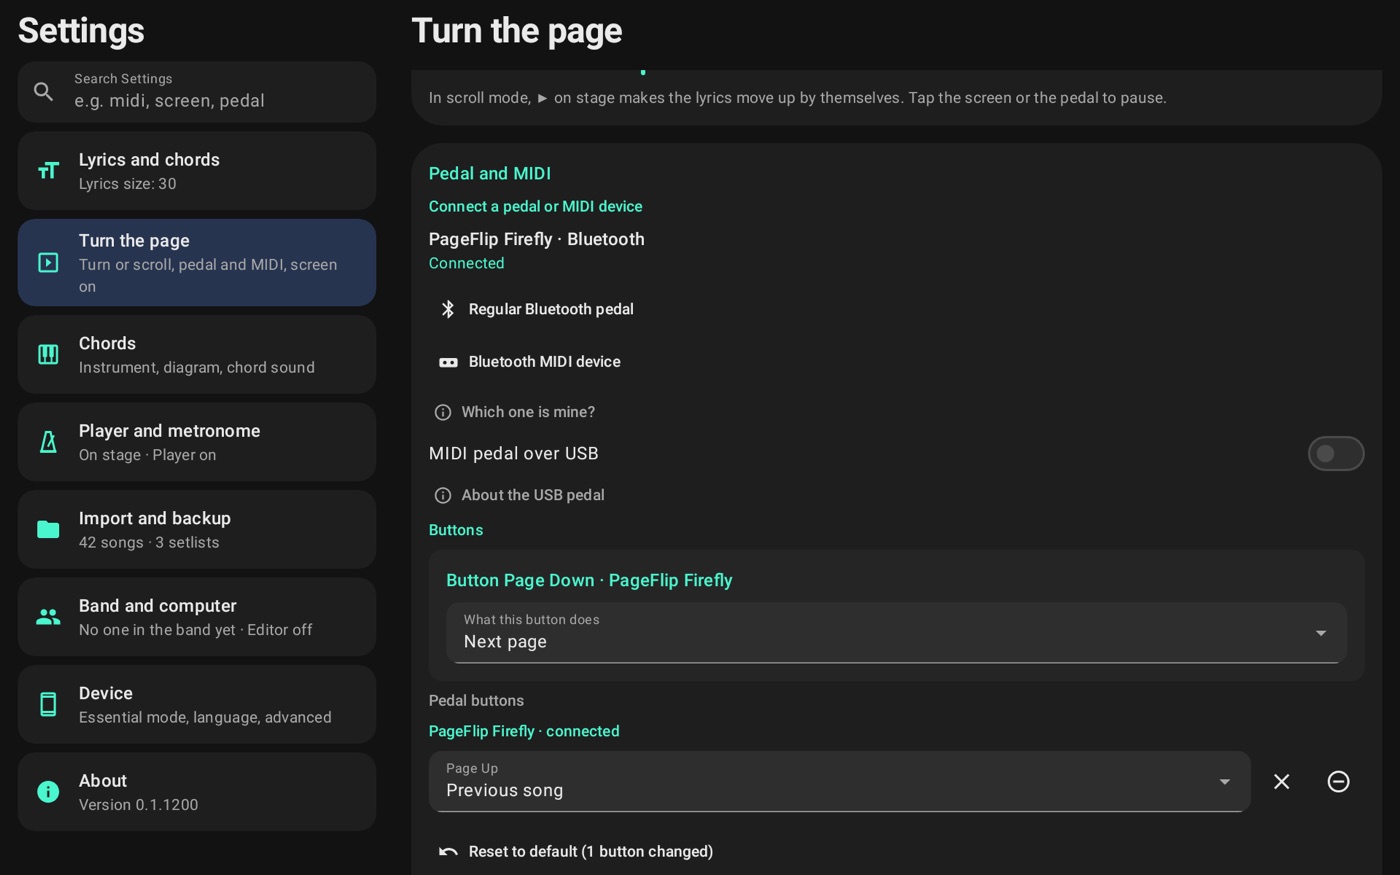 Settings
Search Settings
e.g. midi, screen, pedal
Lyrics and chords
Lyrics size: 30
Turn the page
Turn or scroll, pedal and MIDI, screen
on
Chords
Instrument, diagram, chord sound
Player and metronome
On stage · Player on
Import and backup
42 songs · 3 setlists
Band and computer
No one in the band yet · Editor off
Device
Essential mode, language, advanced
About
Version 0.1.1200
Turn the page
In scroll mode, ► on stage makes the lyrics move up by themselves. Tap the screen or the pedal to pause.
Pedal and MIDI
Connect a pedal or MIDI device
PageFlip Firefly · Bluetooth
Connected
Regular Bluetooth pedal
Bluetooth MIDI device
Which one is mine?
MIDI pedal over USB
About the USB pedal
Buttons
Button Page Down · PageFlip Firefly
What this button does
Next page
Pedal buttons
PageFlip Firefly · connected
Page Up
Previous song
Reset to default (1 button changed)